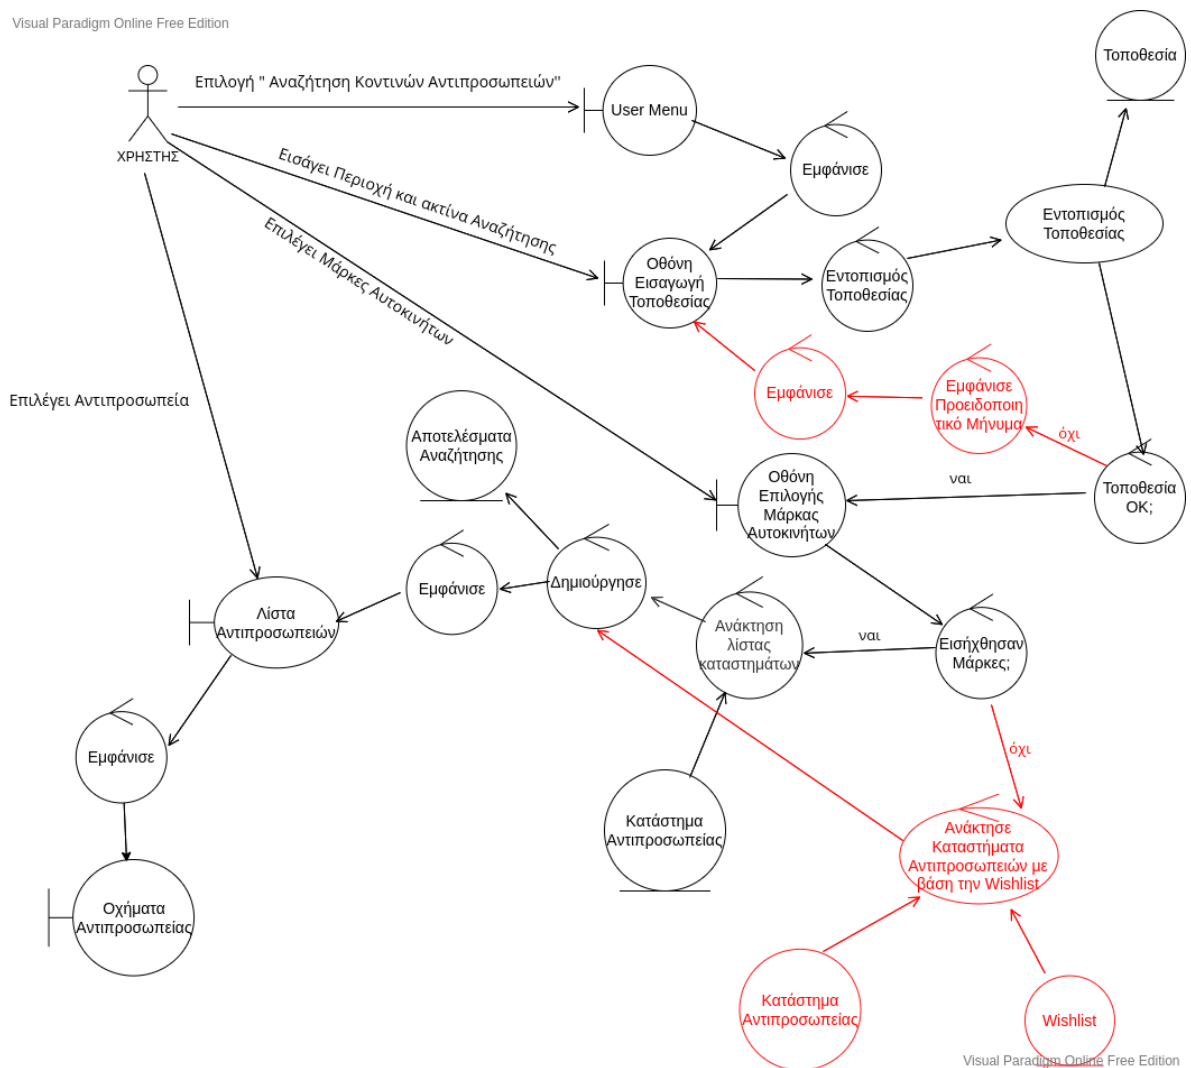 Visual Paradigm Online Free Edition
Τοποθεσία
Επιλογή " Αναζήτηση Κοντινών Αντιπροσωπειών"
User Menu
ΧΡΗΣΤΗΣ
Εμφάνισε
Εισάγει Περιοχή και ακτίνα Αναζήτησης
Επιλέγει Μάρκες Αυτοκινήτων
Εντοπισμός
Τοποθεσίας
Οθόνη
Εισαγωγή
Τοποθεσίας
Εντοπισμός
Τοποθεσίας
Εμφάνισε
Εμφάνισε
Προειδοποιη
τικό Μήνυμα
όχι
Επιλέγει Αντιπροσωπεία
Αποτελέσματα
Αναζήτησης
Οθόνη
Επιλογής
Μάρκας
Αυτοκινήτων
ναι
Τοποθεσία
ΟΚ;
Λίστα
Αντιπροσωπειών
Εμφάνισε
Δημιούργησε
Ανάκτηση
λίστας
καταστημάτων
ναι
Εισήχθησαν
Μάρκες;
όχι
Εμφάνισε
Κατάστημα
Αντιπροσωπείας
Ανάκτησε
Καταστήματα
Αντιπροσωπειών με
βάση την Wishlist
Οχήματα
Αντιπροσωπείας
Κατάστημα
Αντιπροσωπείας
Wishlist
Visual Paradigm Online Free Edition